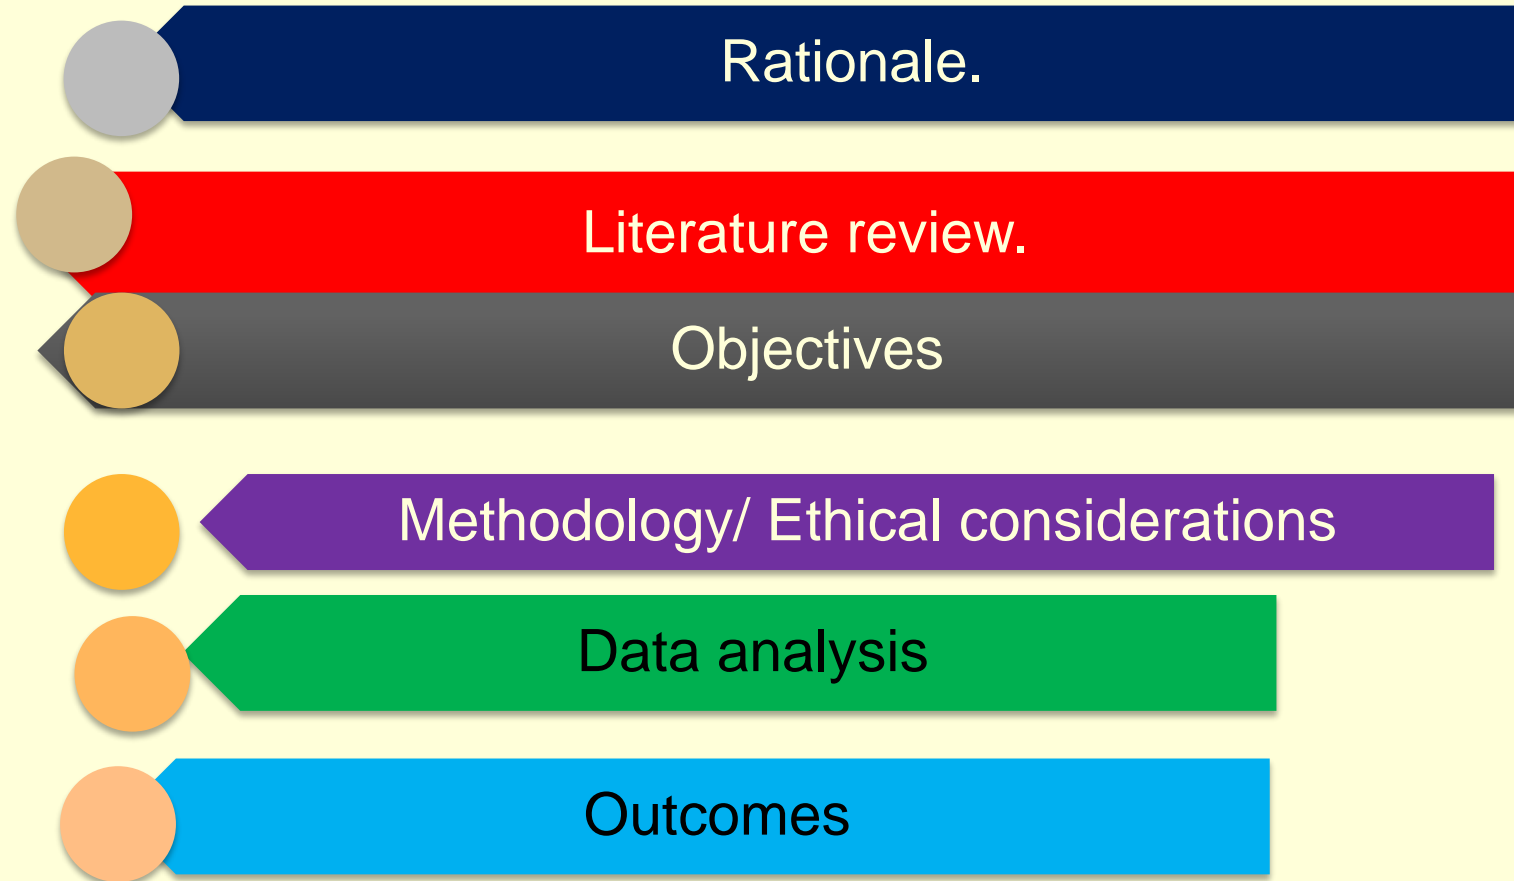 Rationale.
Literature review.
Objectives
Methodology/ Ethical considerations
Data analysis
Outcomes